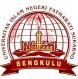 UNIVERSITAS ISLAM NEGERI FATMAWATI SUKARNO
BENGKULU